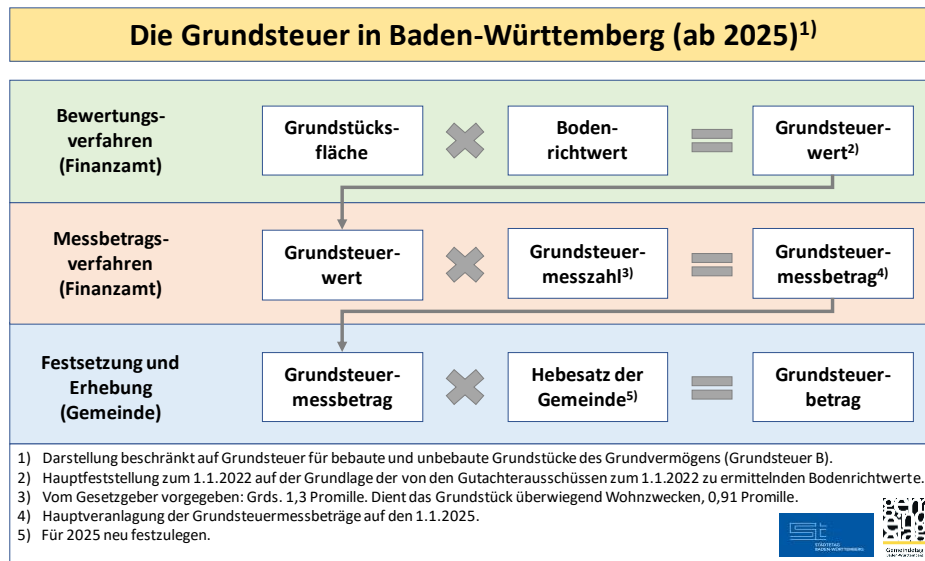 Die Grundsteuer in Baden-Württemberg (ab 2025)1)
Bewertungs-
verfahren
(Finanzamt)
Grundstücks-
fläche
Boden-
richtwert
Grundsteuer-
wert2)
Messbetrags-
verfahren
(Finanzamt)
Grundsteuer-
wert
Grundsteuer-
messzahl3)
Grundsteuer-
messbetrag4)
Festsetzung und
Erhebung
(Gemeinde)
Grundsteuer-
messbetrag
Hebesatz der
Gemeinde5)
Grundsteuer-
betrag
1) Darstellung beschränkt auf Grundsteuer für bebaute und unbebaute Grundstücke des Grundvermögens (Grundsteuer B).
2) Hauptfeststellung zum 1.1.2022 auf der Grundlage der von den Gutachterausschüssen zum 1.1.2022 zu ermittelnden Bodenrichtwerte.
3) Vom Gesetzgeber vorgegeben: Grds. 1,3 Promille. Dient das Grundstück überwiegend Wohnzwecken, 0,91 Promille.
4) Hauptveranlagung der Grundsteuermessbeträge auf den 1.1.2025.
5) Für 2025 neu festzulegen.
STÄDTETAG
BADEN-WÜRTTEMBERG
Gemeindetag
Baden-Württemberg